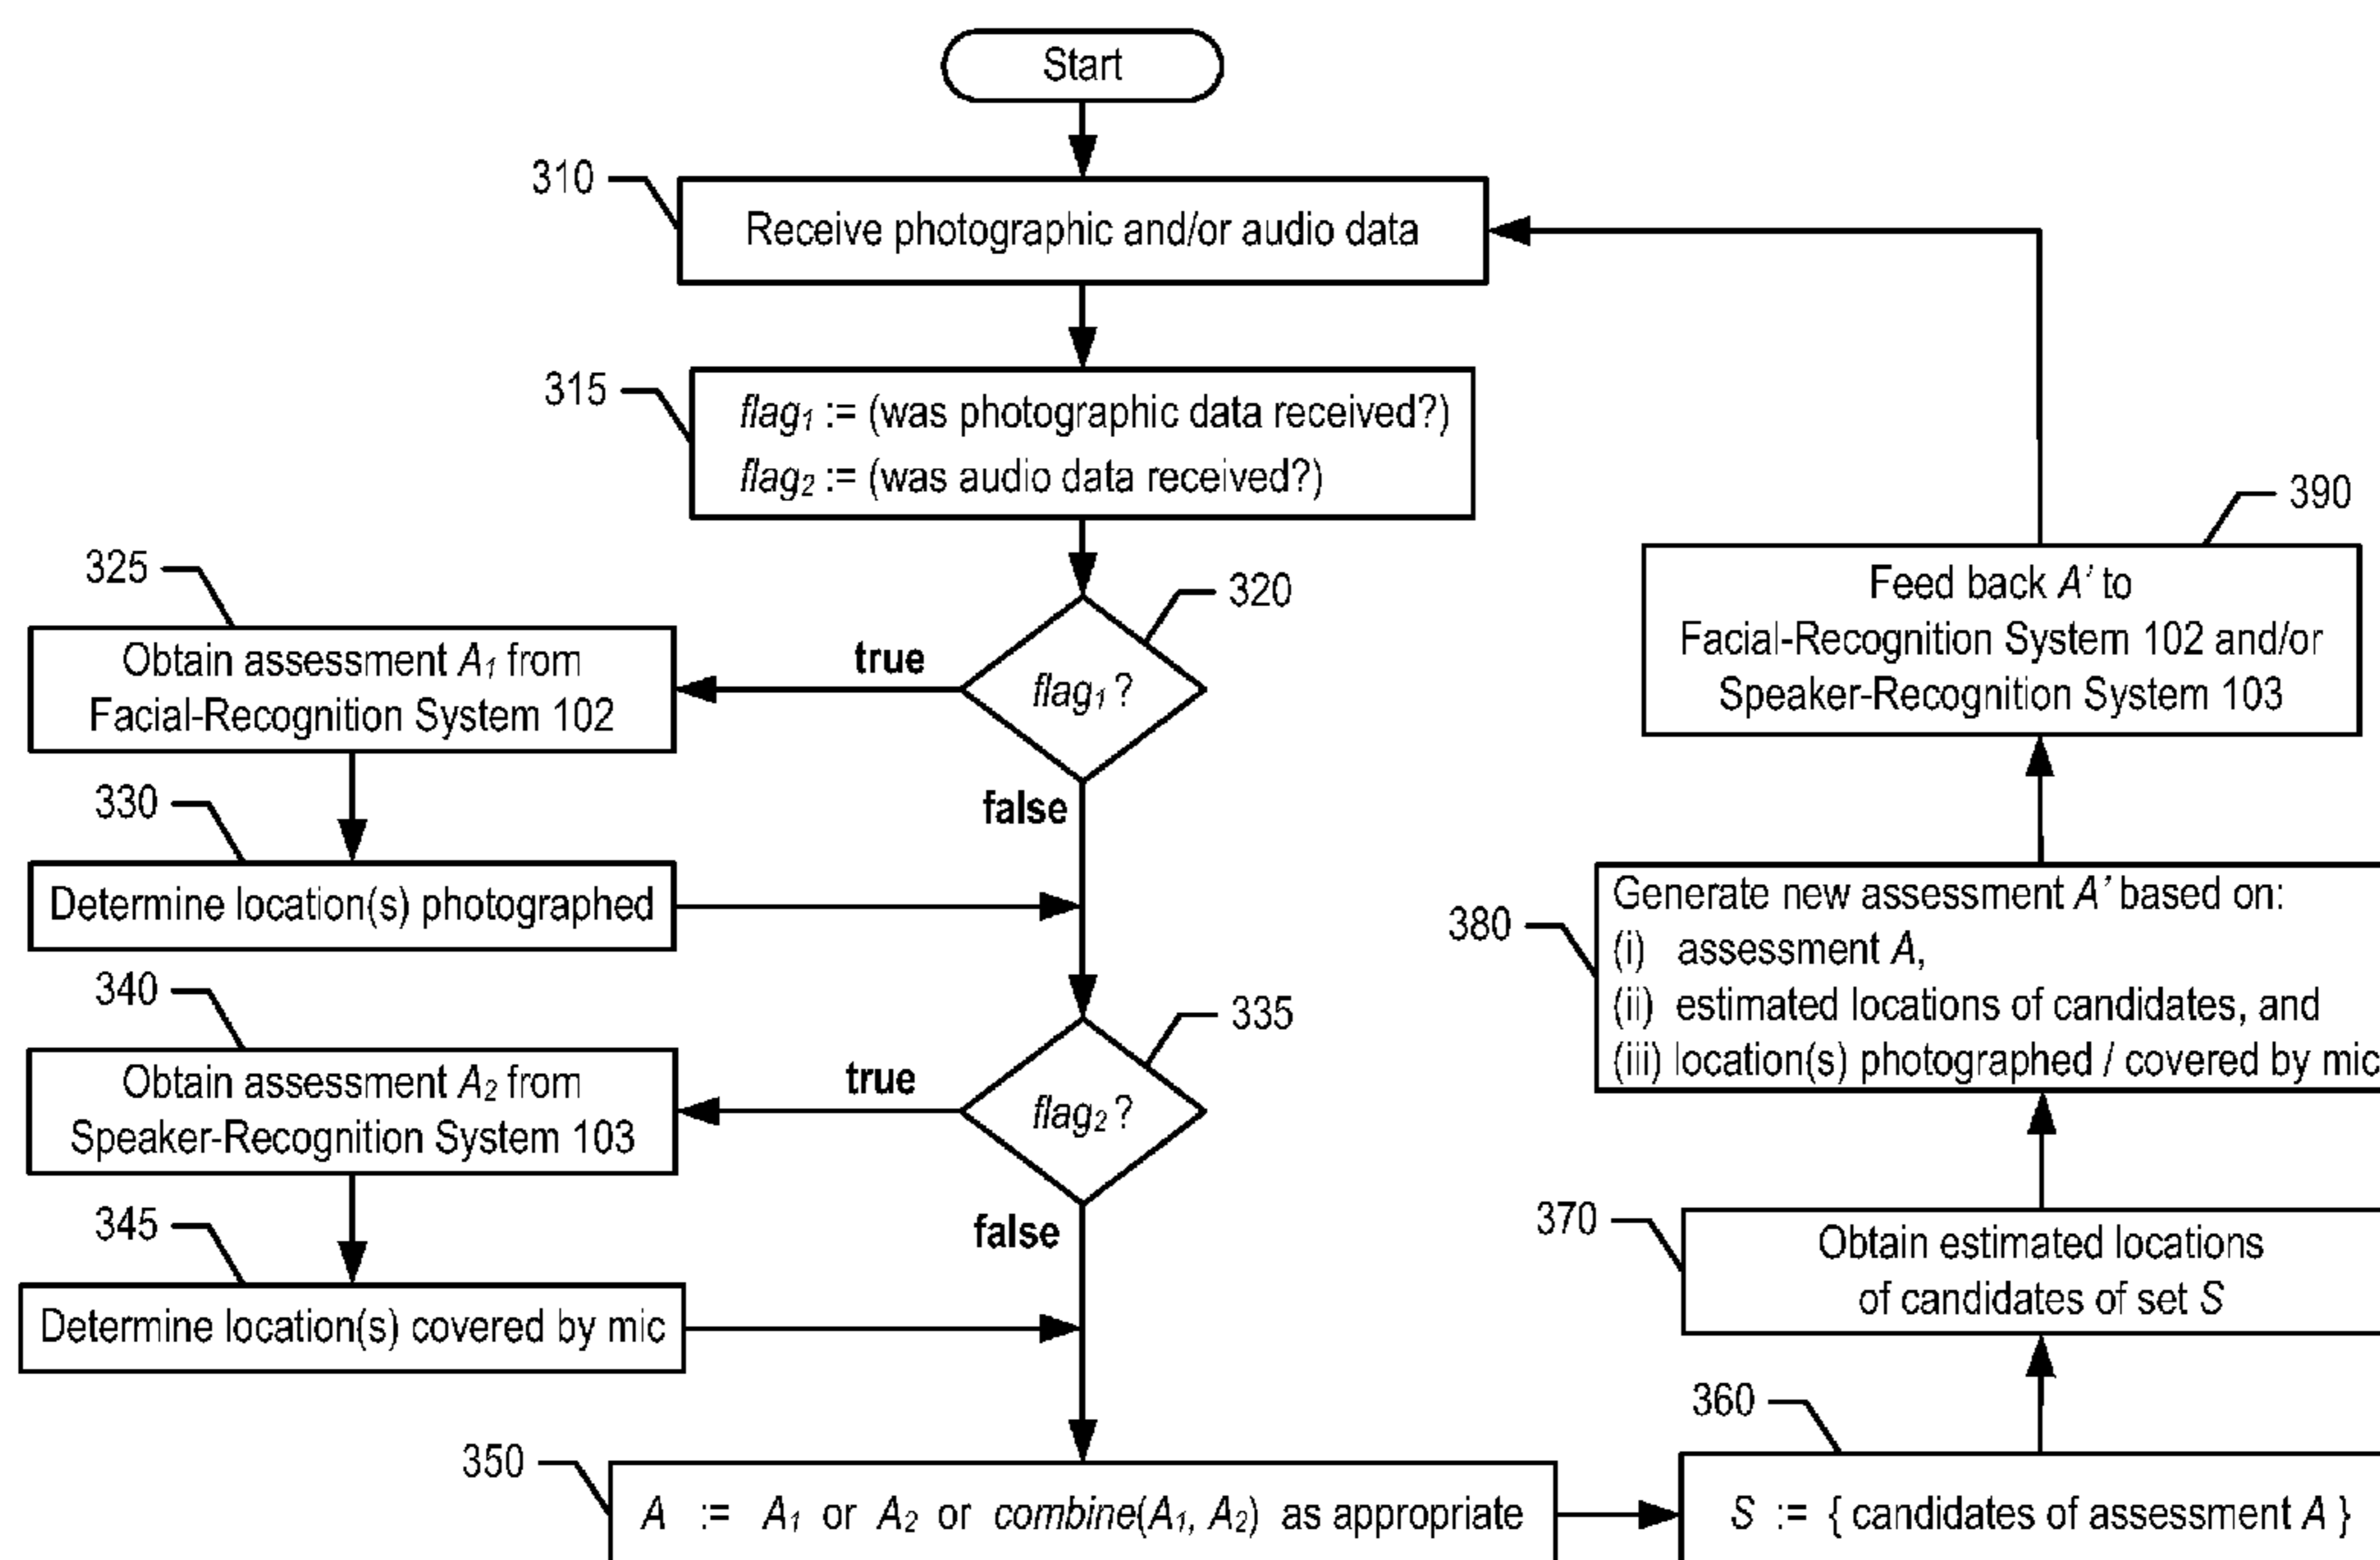 Start
310
Receive photographic and/or audio data
315
flag₁ := (was photographic data received?)
flag₂ := (was audio data received?)
390
325
320
Feed back A’ to
Facial-Recognition System 102 and/or
Speaker-Recognition System 103
Obtain assessment A₁ from
Facial-Recognition System 102
true
flag₁ ?
330
false
Determine location(s) photographed
380
Generate new assessment A’ based on:
(i) assessment A,
(ii) estimated locations of candidates, and
(iii) location(s) photographed / covered by mic
340
335
Obtain assessment A₂ from
Speaker-Recognition System 103
true
flag₂ ?
345
false
370
Obtain estimated locations
of candidates of set S
Determine location(s) covered by mic
360
350
A := A₁ or A₂ or combine(A₁, A₂) as appropriate
S := { candidates of assessment A }